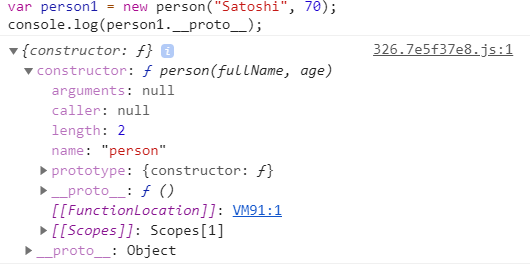 var person1 = new person("Satoshi", 70);
console.log(person1.__proto__);
▼{constructor: ƒ} i 326.7e5f37e8.js:1
▼constructor: ƒ person(fullName, age)
arguments: null
caller: null
length: 2
name: "person"
▶prototype: {constructor: ƒ}
▶__proto__: ƒ ()
[[FunctionLocation]]: VM91:1
▶[[Scopes]]: Scopes[1]
▶__proto__: Object